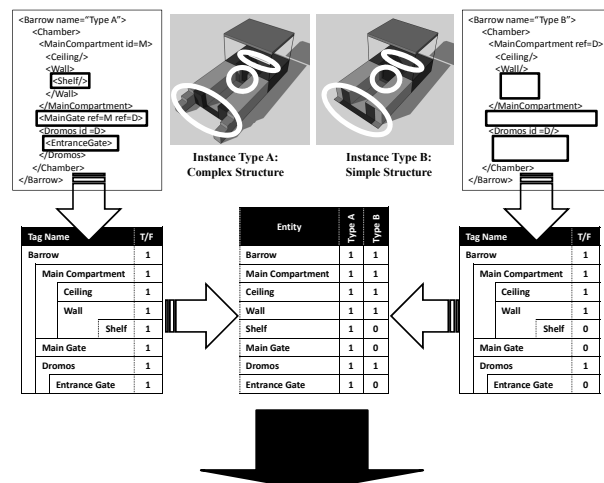 <Barrow name="Type A">
<Chamber>
<MainCompartment id=M>
<Ceiling/>
<Wall>
<Shelf/>
</Wall>
</MainCompartment>
<MainGate ref=M ref=D>
<Dromos id =D>
<EntranceGate>
</Dromos>
</Chamber>
</Barrow>
Instance Type A:
Complex Structure
Instance Type B:
Simple Structure
<Barrow name="Type B">
<Chamber>
<MainCompartment ref=D>
<Ceiling/>
<Wall/>
</MainCompartment>
<Dromos id =D/>
</Chamber>
</Barrow>
Tag Name T/F
Barrow 1
Main Compartment 1
Ceiling 1
Wall 1
Shelf 1
Main Gate 1
Dromos 1
Entrance Gate 1
Entity Type A Type B
Barrow 1 1
Main Compartment 1 1
Ceiling 1 1
Wall 1 1
Shelf 1 0
Main Gate 1 0
Dromos 1 1
Entrance Gate 1 0
Tag Name T/F
Barrow 1
Main Compartment 1
Ceiling 1
Wall 1
Shelf 0
Main Gate 0
Dromos 1
Entrance Gate 0